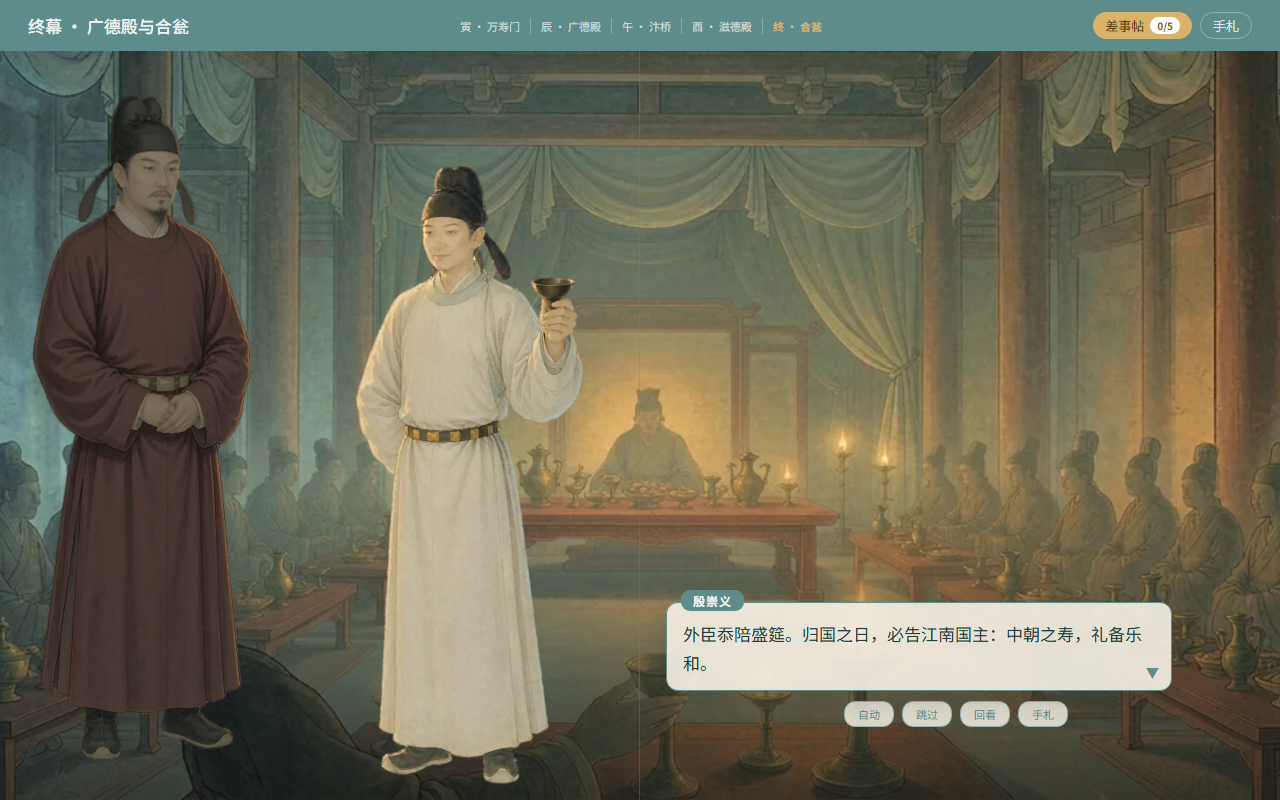 终幕 · 广德殿与合瓮
寅 · 万寿门
辰 · 广德殿
午 · 汴桥
酉 · 滋德殿
终 · 合瓮
差事帖 0/5
手札
殷崇义
外臣忝陪盛筵。归国之日，必告江南国主：中朝之寿，礼备乐
和。
自动
跳过
回看
手札